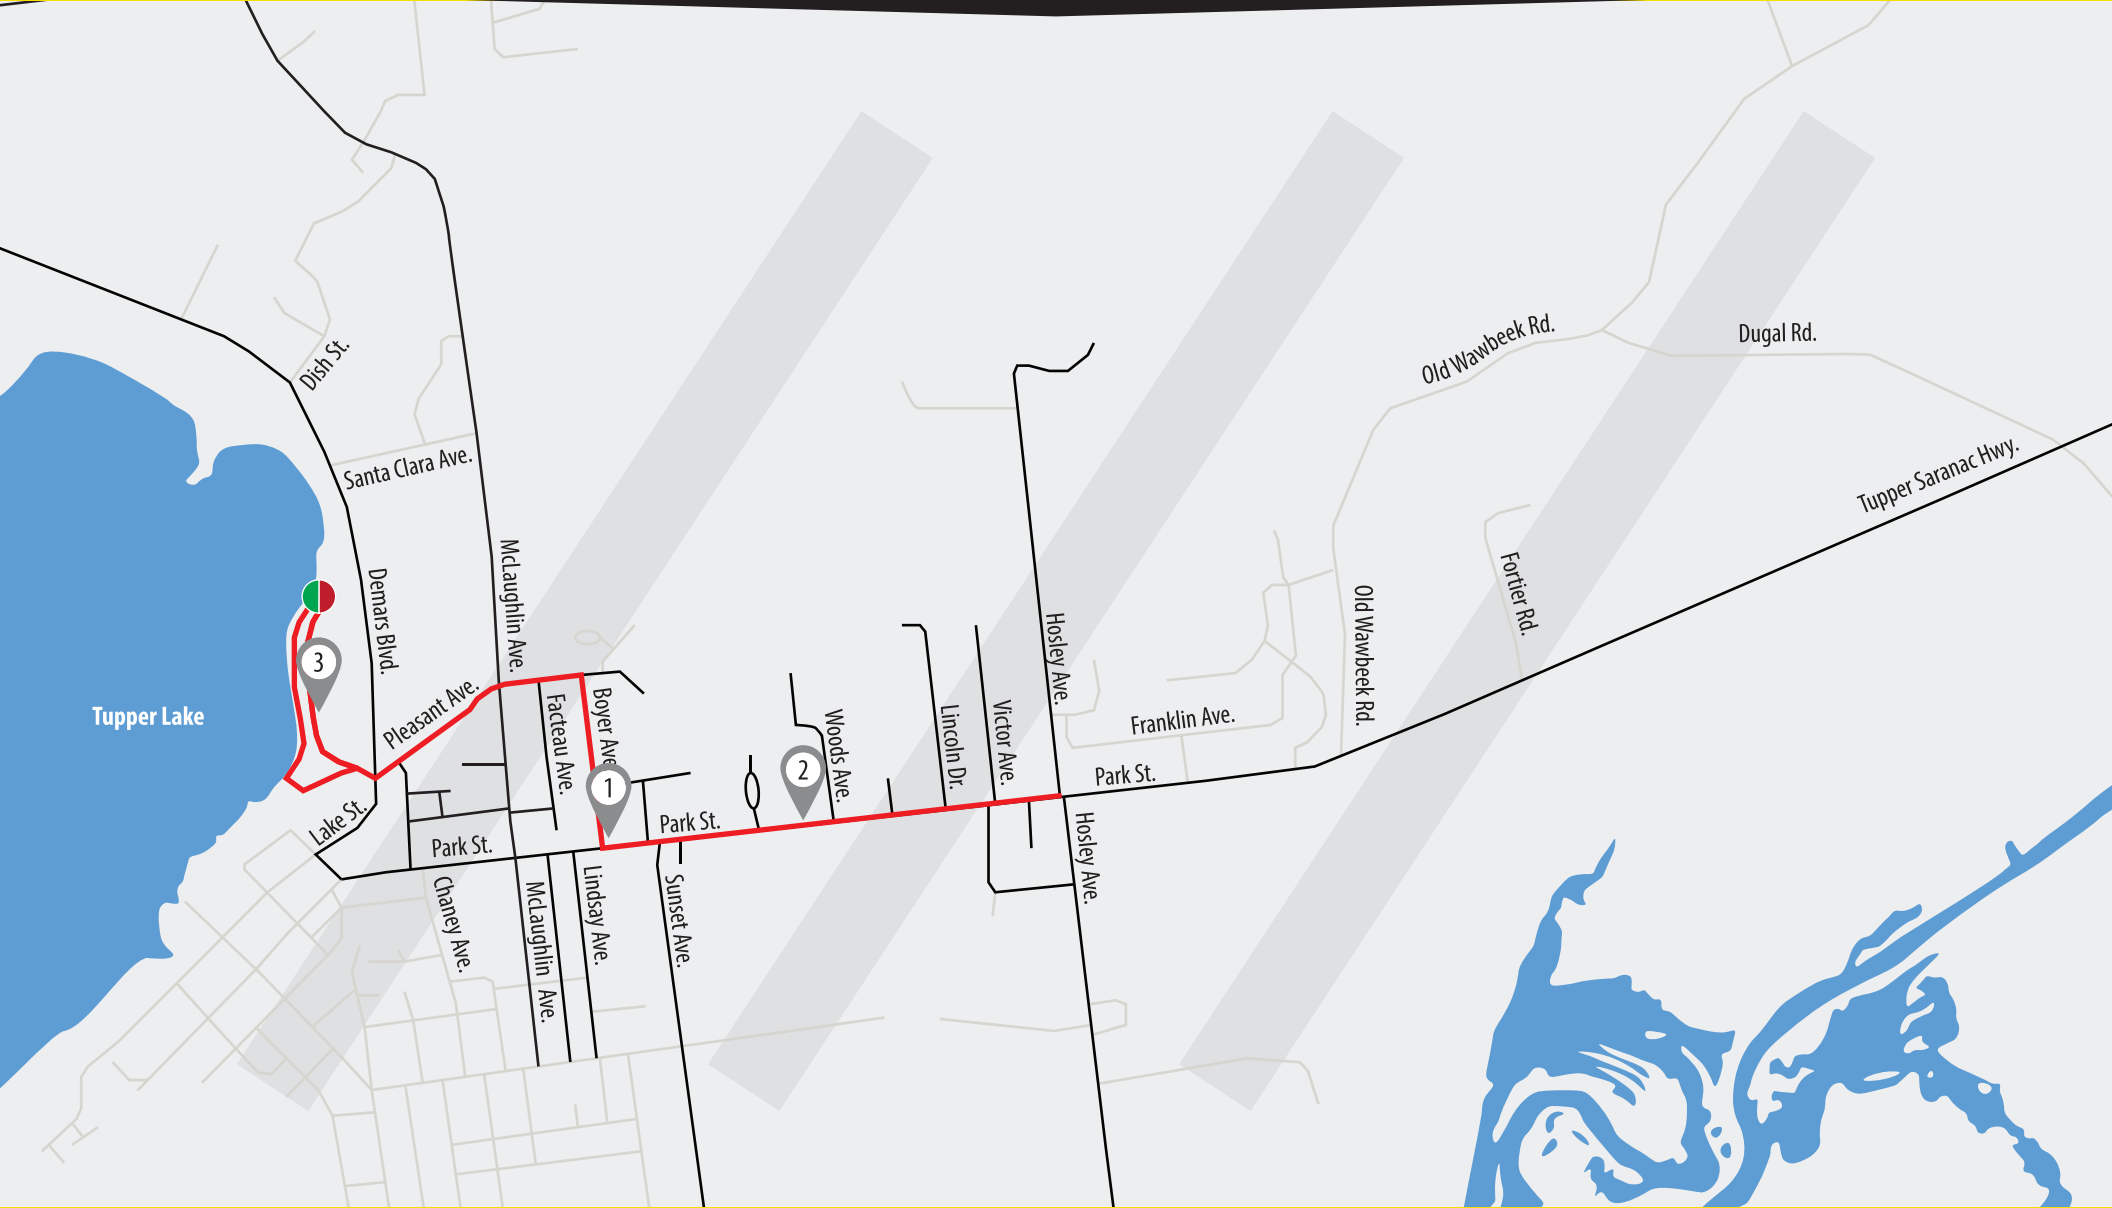 Old Wawbeek Rd.
Dugal Rd.
Dish St.
Santa Clara Ave.
Tupper Saranac Hwy.
McLaughlin Ave.
Demars Blvd.
Fortier Rd.
Old Wawbeek Rd.
Hosley Ave.
3
Tupper Lake
Pleasant Ave.
Facteau Ave.
Boyer Ave.
Woods Ave.
Lincoln Dr.
Victor Ave.
Franklin Ave.
1
2
Park St.
Lake St.
Park St.
Park St.
Hosley Ave.
Chaney Ave.
McLaughlin Ave.
Lindsay Ave.
Sunset Ave.